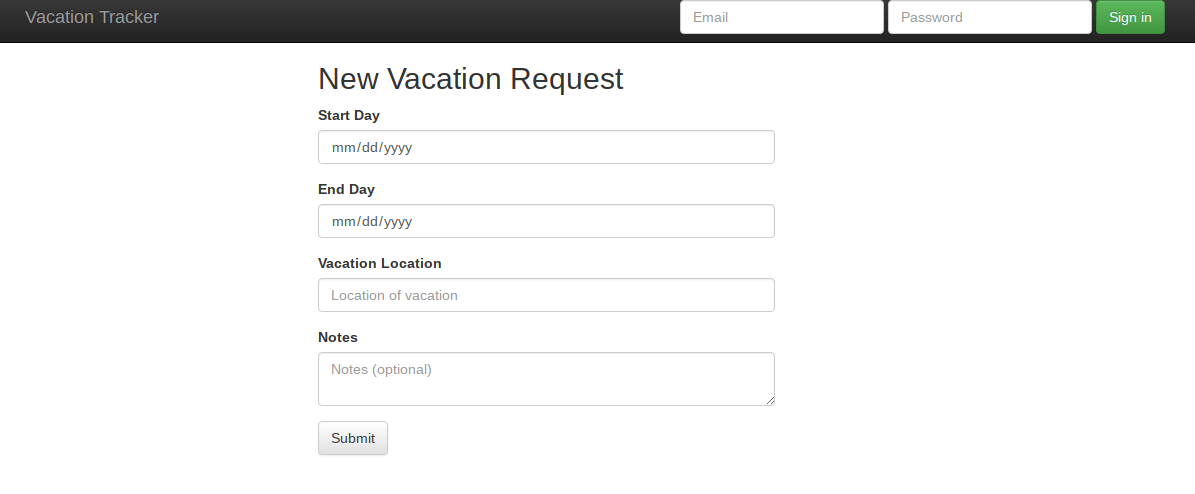 Vacation Tracker
Email
Password
Sign in
New Vacation Request
Start Day
mm/dd/yyyy
End Day
mm/dd/yyyy
Vacation Location
Location of vacation
Notes
Notes (optional)
Submit